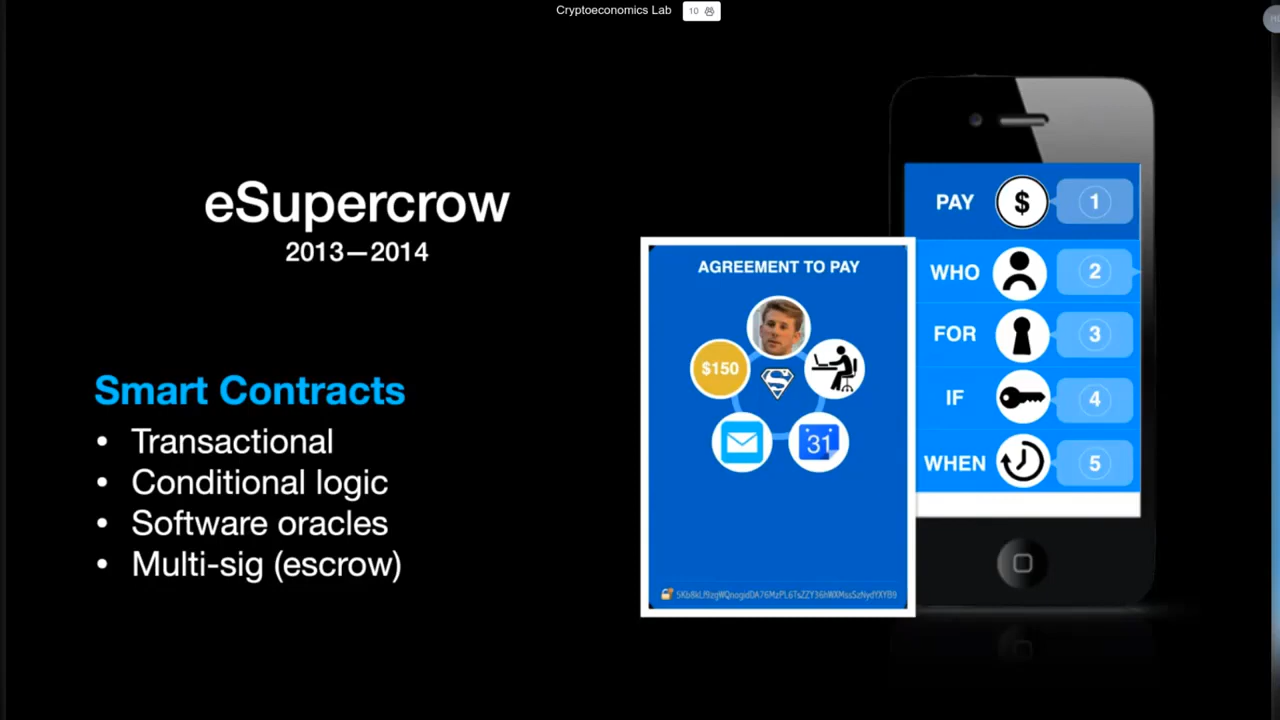 Cryptoeconomics Lab 10
eSupercrow
2013—2014
Smart Contracts
• Transactional
• Conditional logic
• Software oracles
• Multi-sig (escrow)
AGREEMENT TO PAY
$150
S
31
PAY $ 1
WHO 2
FOR 3
IF 4
WHEN 5